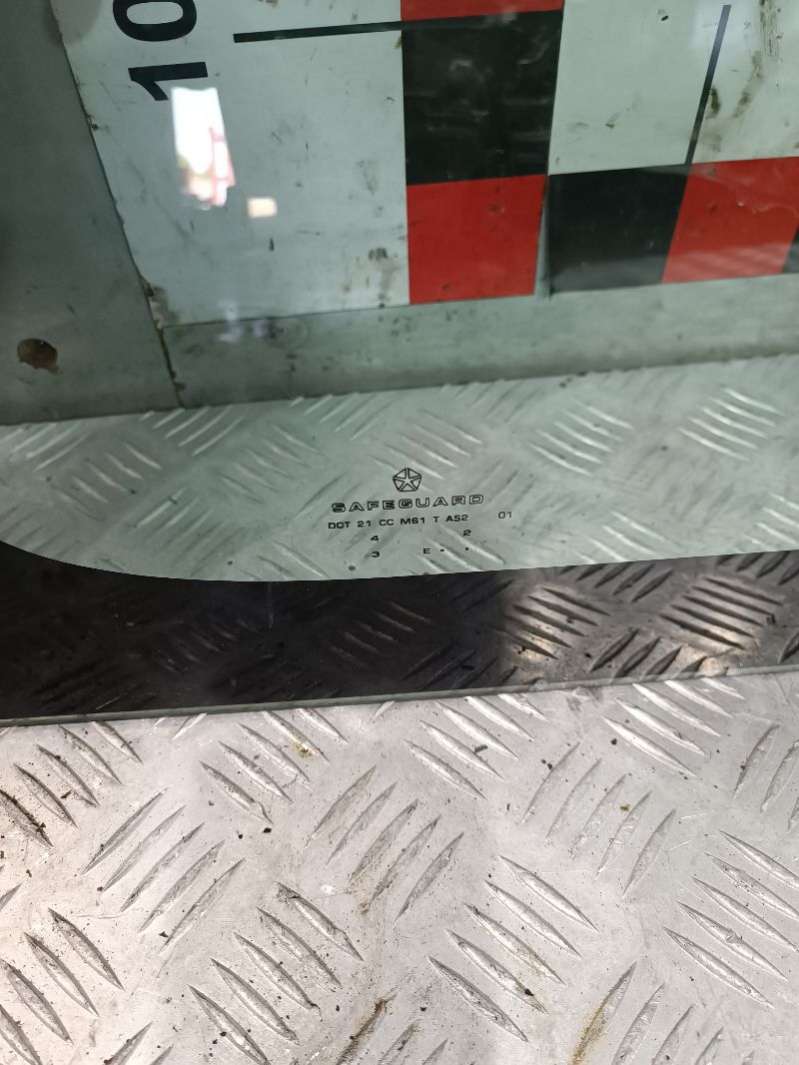 10
SAFEGUARD
DOT 21 CC M61 T AS2 01
4 2
3 E . .